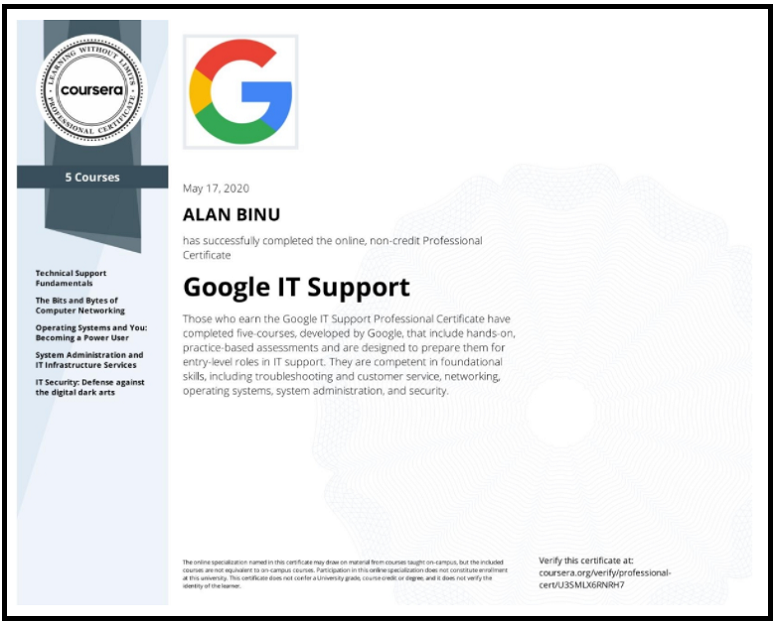 LEARNING WITHOUT LIMITS
coursera
PROFESSIONAL CERTIFICATE
5 Courses
Technical Support
Fundamentals
The Bits and Bytes of
Computer Networking
Operating Systems and You:
Becoming a Power User
System Administration and
IT Infrastructure Services
IT Security: Defense against
the digital dark arts
May 17, 2020
ALAN BINU
has successfully completed the online, non-credit Professional
Certificate
Google IT Support
Those who earn the Google IT Support Professional Certificate have
completed five-courses, developed by Google, that include hands-on,
practice-based assessments and are designed to prepare them for
entry-level roles in IT support. They are competent in foundational
skills, including troubleshooting and customer service, networking,
operating systems, system administration, and security.
The online specialization named in this certificate may draw on material from courses taught on-campus, but the included
courses are not equivalent to on-campus courses. Participation in this online specialization does not constitute enrollment
at this university. This certificate does not confer a University grade, course credit or degree, and it does not verify the
identity of the learner.
Verify this certificate at:
coursera.org/verify/professional-
cert/U3SMLX6RNRH7